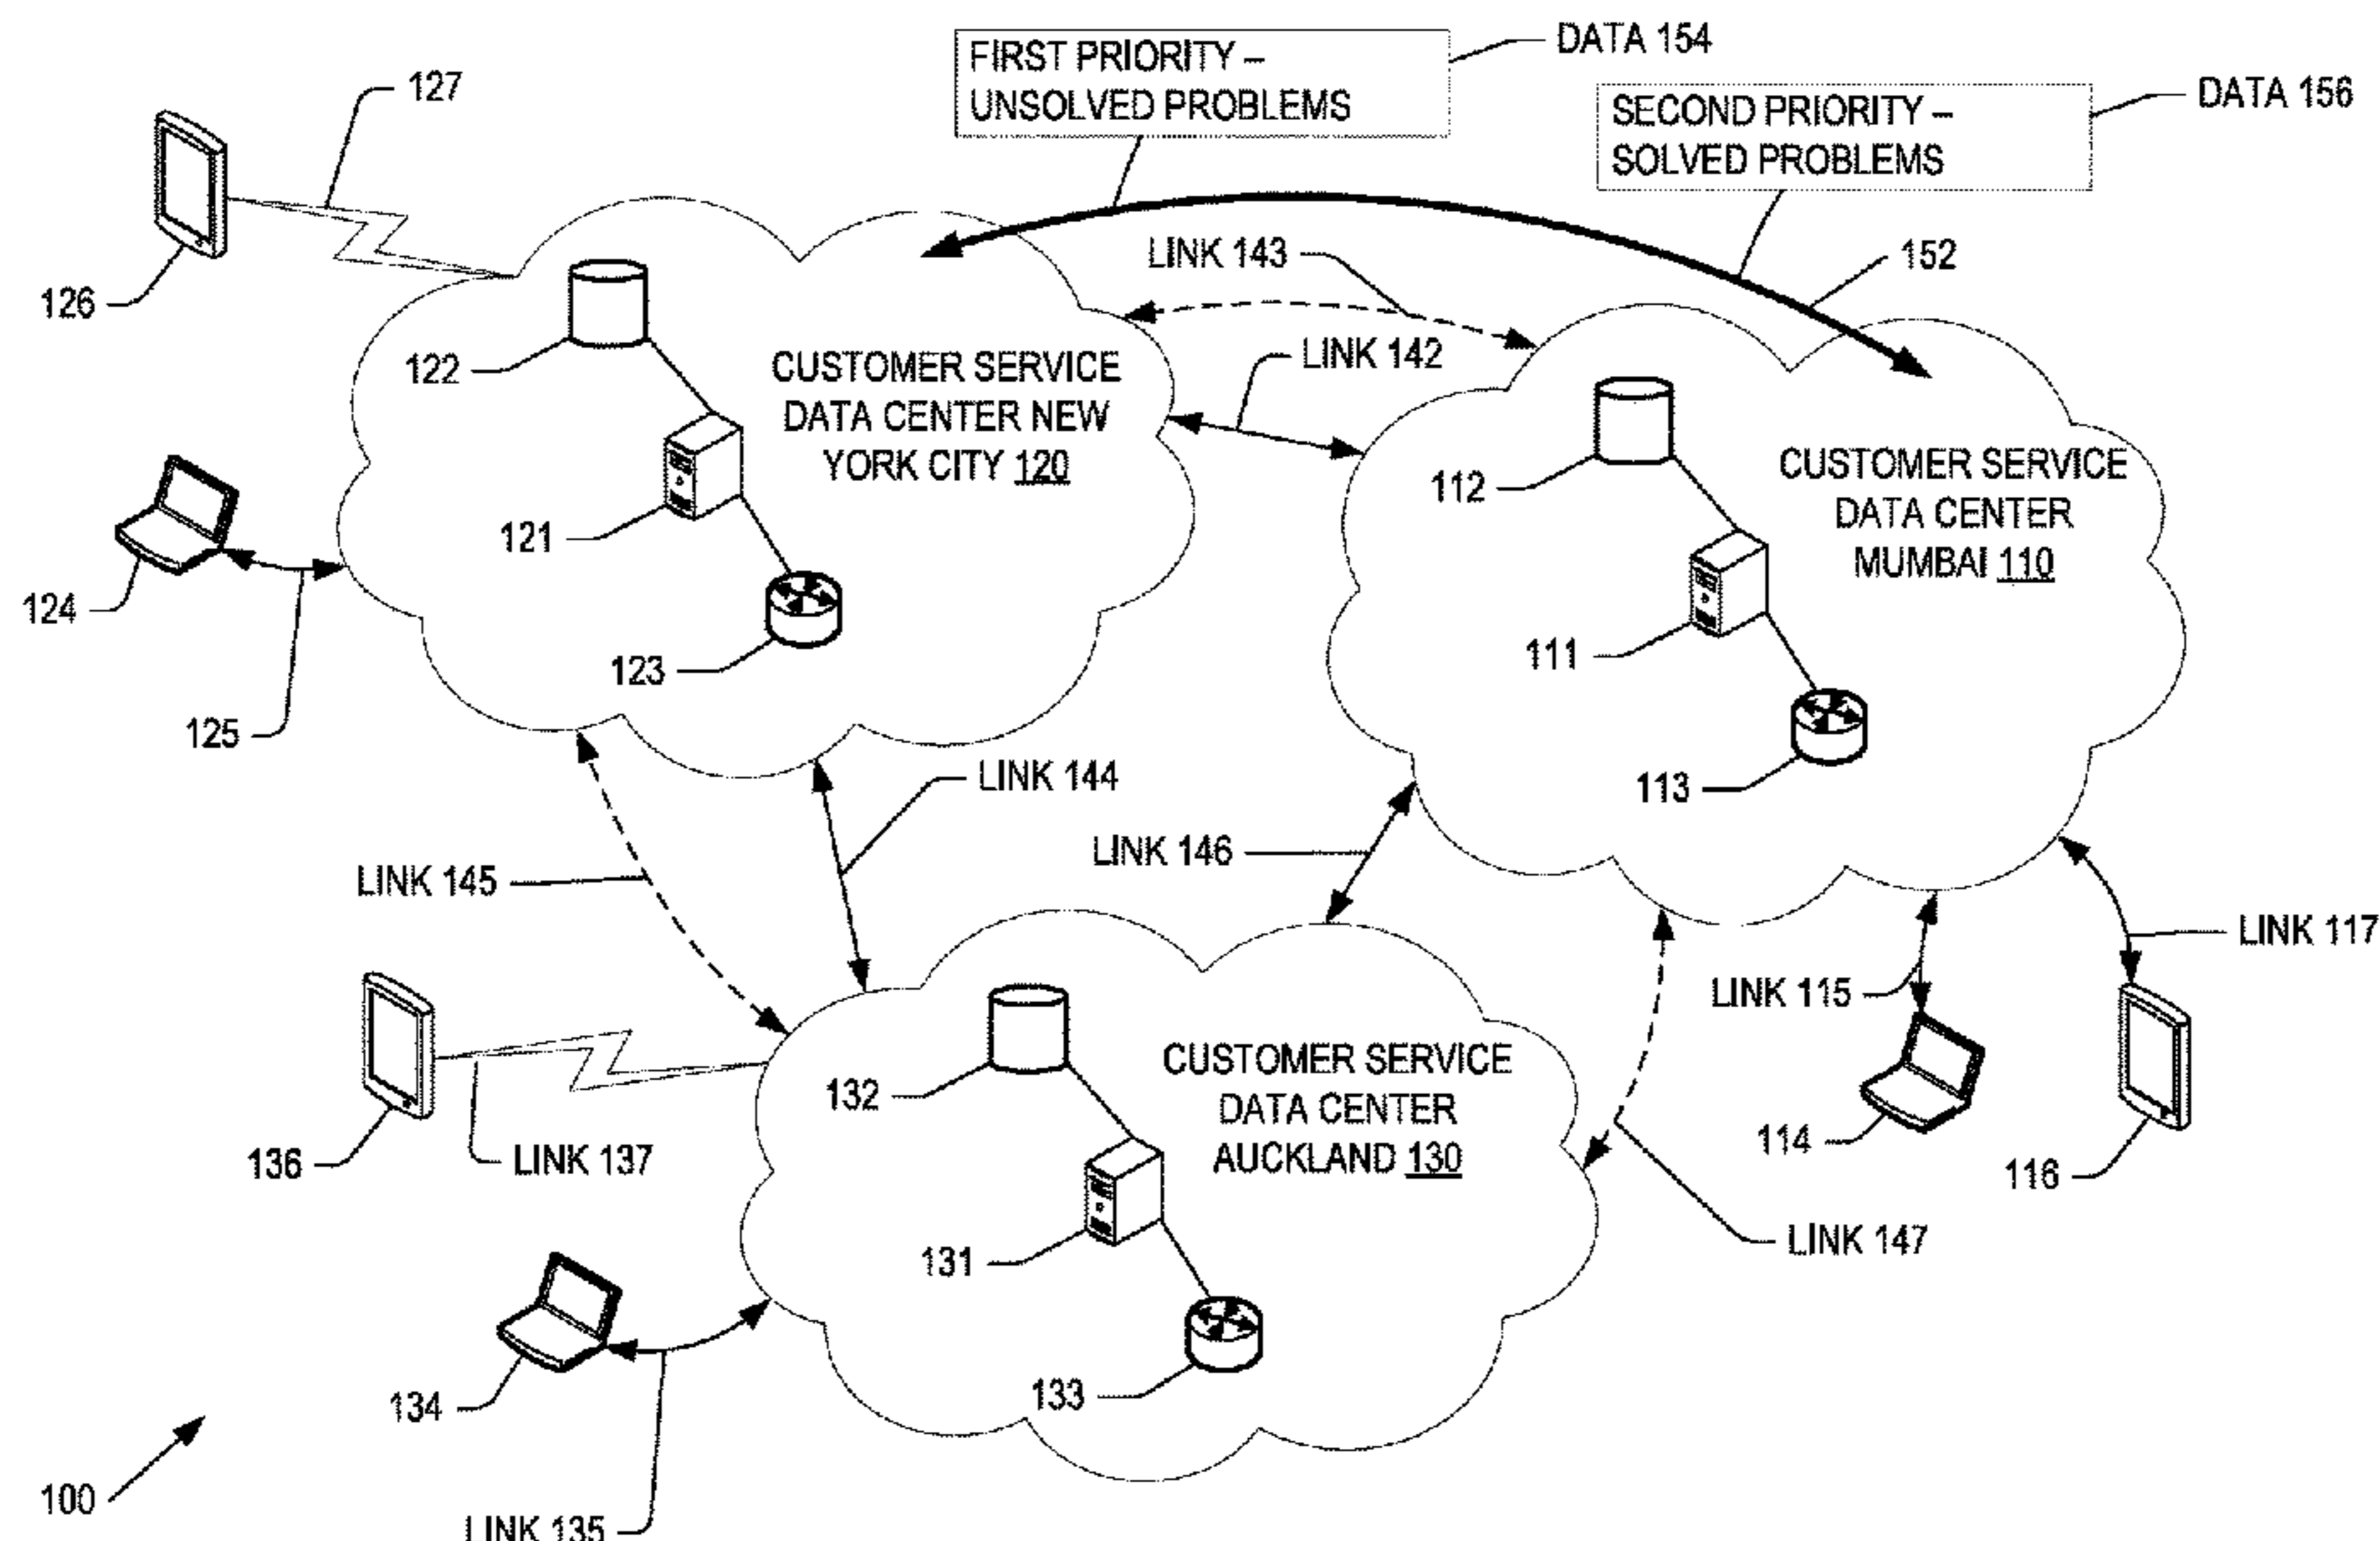 FIRST PRIORITY –
UNSOLVED PROBLEMS
DATA 154
SECOND PRIORITY –
SOLVED PROBLEMS
DATA 156
127
126
LINK 143
152
LINK 142
122
CUSTOMER SERVICE
DATA CENTER NEW
YORK CITY 120
121
123
124
125
112
CUSTOMER SERVICE
DATA CENTER
MUMBAI 110
111
113
LINK 144
LINK 145
LINK 146
LINK 117
LINK 115
114
116
136
LINK 137
132
CUSTOMER SERVICE
DATA CENTER
AUCKLAND 130
131
133
LINK 147
134
100
LINK 135